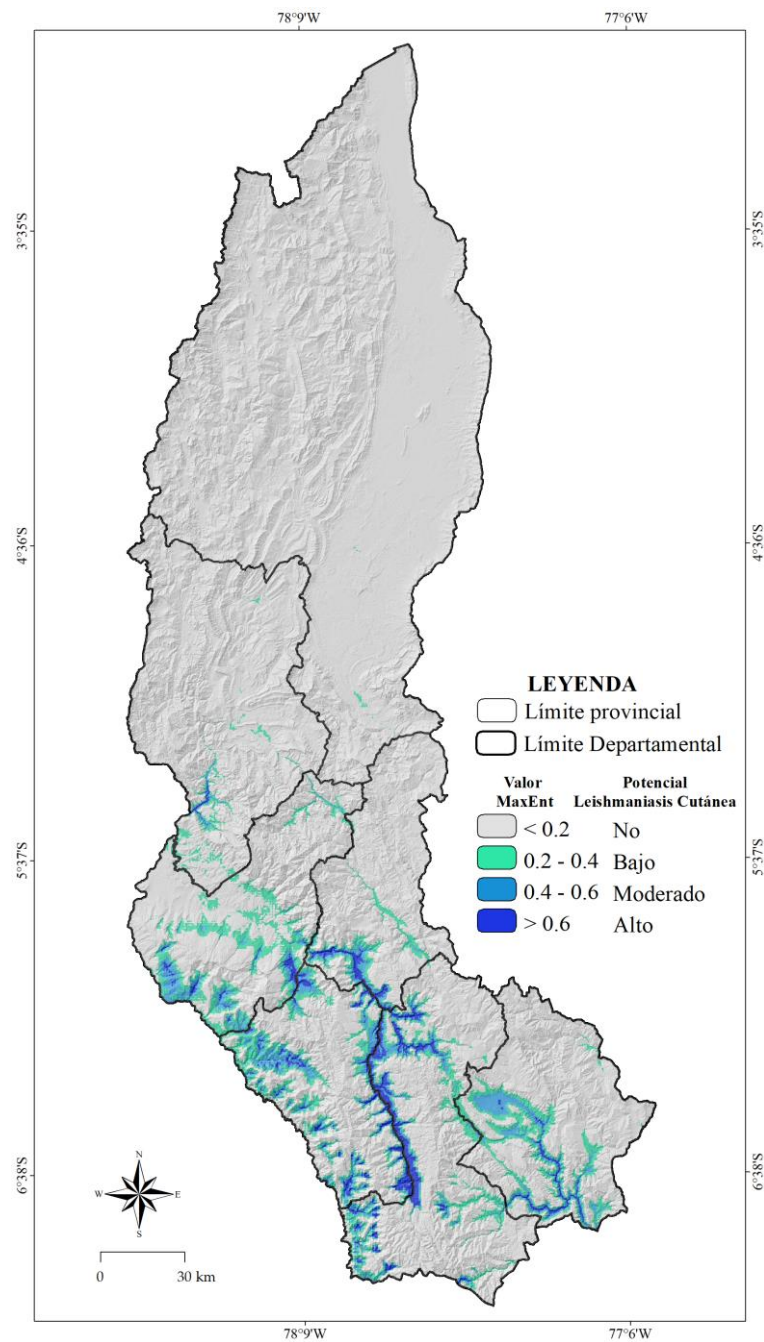 78°9'W 77°6'W
3°35'S 3°35'S
4°36'S 4°36'S
LEYENDA
Límite provincial
Límite Departamental
Valor MaxEnt
Potencial Leishmaniasis Cutánea
< 0.2 No
0.2 - 0.4 Bajo
0.4 - 0.6 Moderado
> 0.6 Alto
5°37'S 5°37'S
6°38'S 6°38'S
N
W E
S
0 30 km
78°9'W 77°6'W